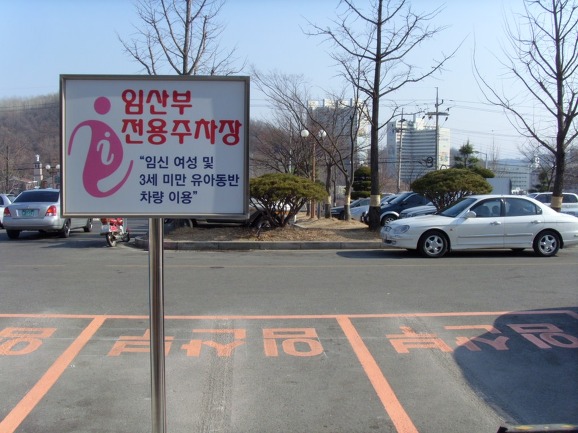 임산부
전용주차장
"임신 여성 및
3세 미만 유아동반
차량 이용"